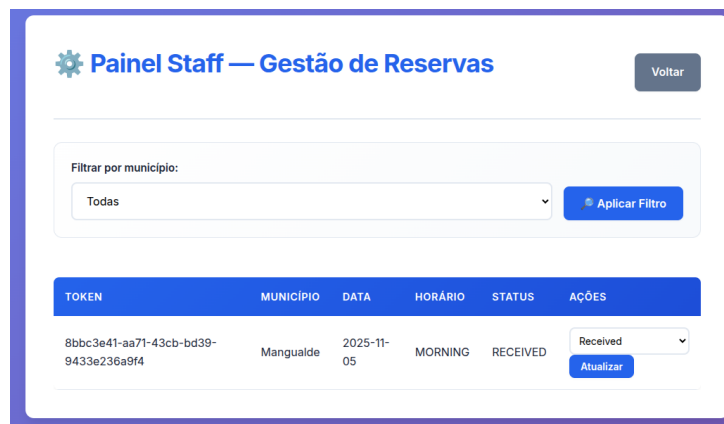 ⚙️ Painel Staff — Gestão de Reservas
Voltar
Filtrar por município:
Todas
🔎 Aplicar Filtro
TOKEN MUNICÍPIO DATA HORÁRIO STATUS AÇÕES
8bbc3e41-aa71-43cb-bd39-
9433e236a9f4
Mangualde
2025-11-
05
MORNING
RECEIVED
Received
Atualizar